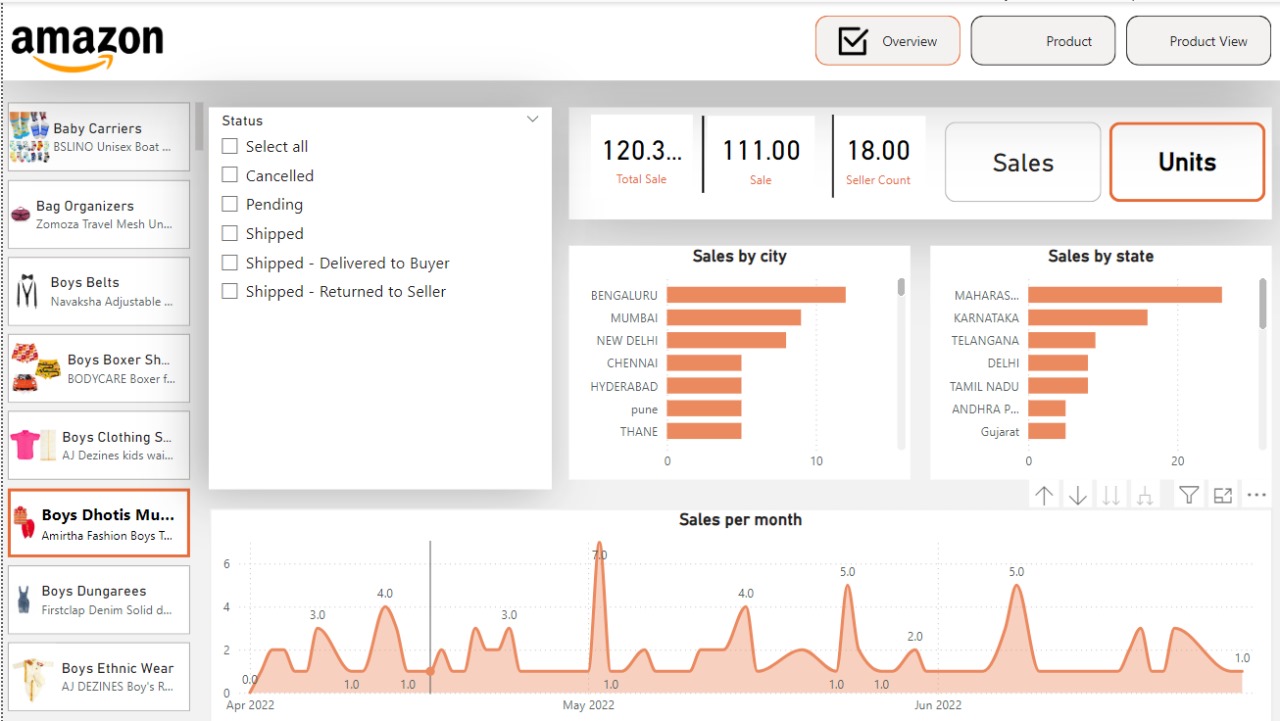 amazon
Overview
Product
Product View
Baby Carriers
BSLINO Unisex Boat ...
Bag Organizers
Zomoza Travel Mesh Un...
Boys Belts
Navaksha Adjustable ...
Boys Boxer Sh...
BODYCARE Boxer f...
Boys Clothing S...
AJ Dezines kids wai...
Boys Dhotis Mu...
Amirtha Fashion Boys T...
Boys Dungarees
Firstclap Denim Solid d...
Boys Ethnic Wear
AJ DEZINES Boy's R...
Status
Select all
Cancelled
Pending
Shipped
Shipped - Delivered to Buyer
Shipped - Returned to Seller
120.3...
Total Sale
111.00
Sale
18.00
Seller Count
Sales
Units
Sales by city
BENGALURU
MUMBAI
NEW DELHI
CHENNAI
HYDERABAD
pune
THANE
0 10
Sales by state
MAHARAS...
KARNATAKA
TELANGANA
DELHI
TAMIL NADU
ANDHRA P...
Gujarat
0 20
Sales per month
6
4
2
0
0.0
3.0
1.0
4.0
1.0
3.0
7.0
1.0
4.0
1.0
5.0
1.0
2.0
5.0
1.0
Apr 2022 May 2022 Jun 2022